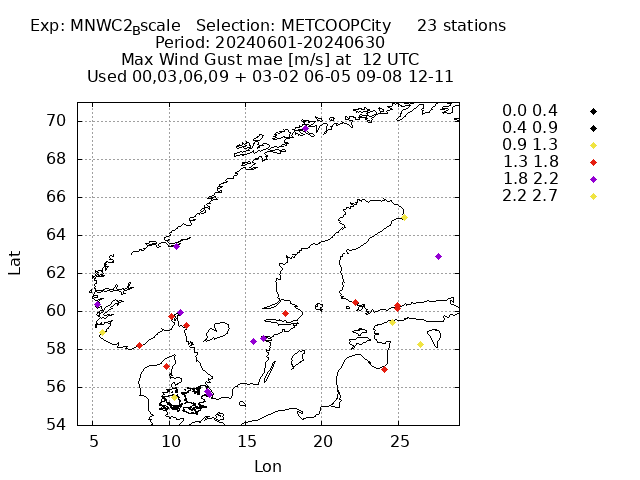 Exp: MNWC2_Bscale   Selection: METCOOPCity     23 stations
Period: 20240601-20240630
Max Wind Gust mae [m/s] at  12 UTC
Used 00,03,06,09 + 03-02 06-05 09-08 12-11
0.0 0.4
0.4 0.9
0.9 1.3
1.3 1.8
1.8 2.2
2.2 2.7
Lat
70
68
66
64
62
60
58
56
54
5 10 15 20 25
Lon